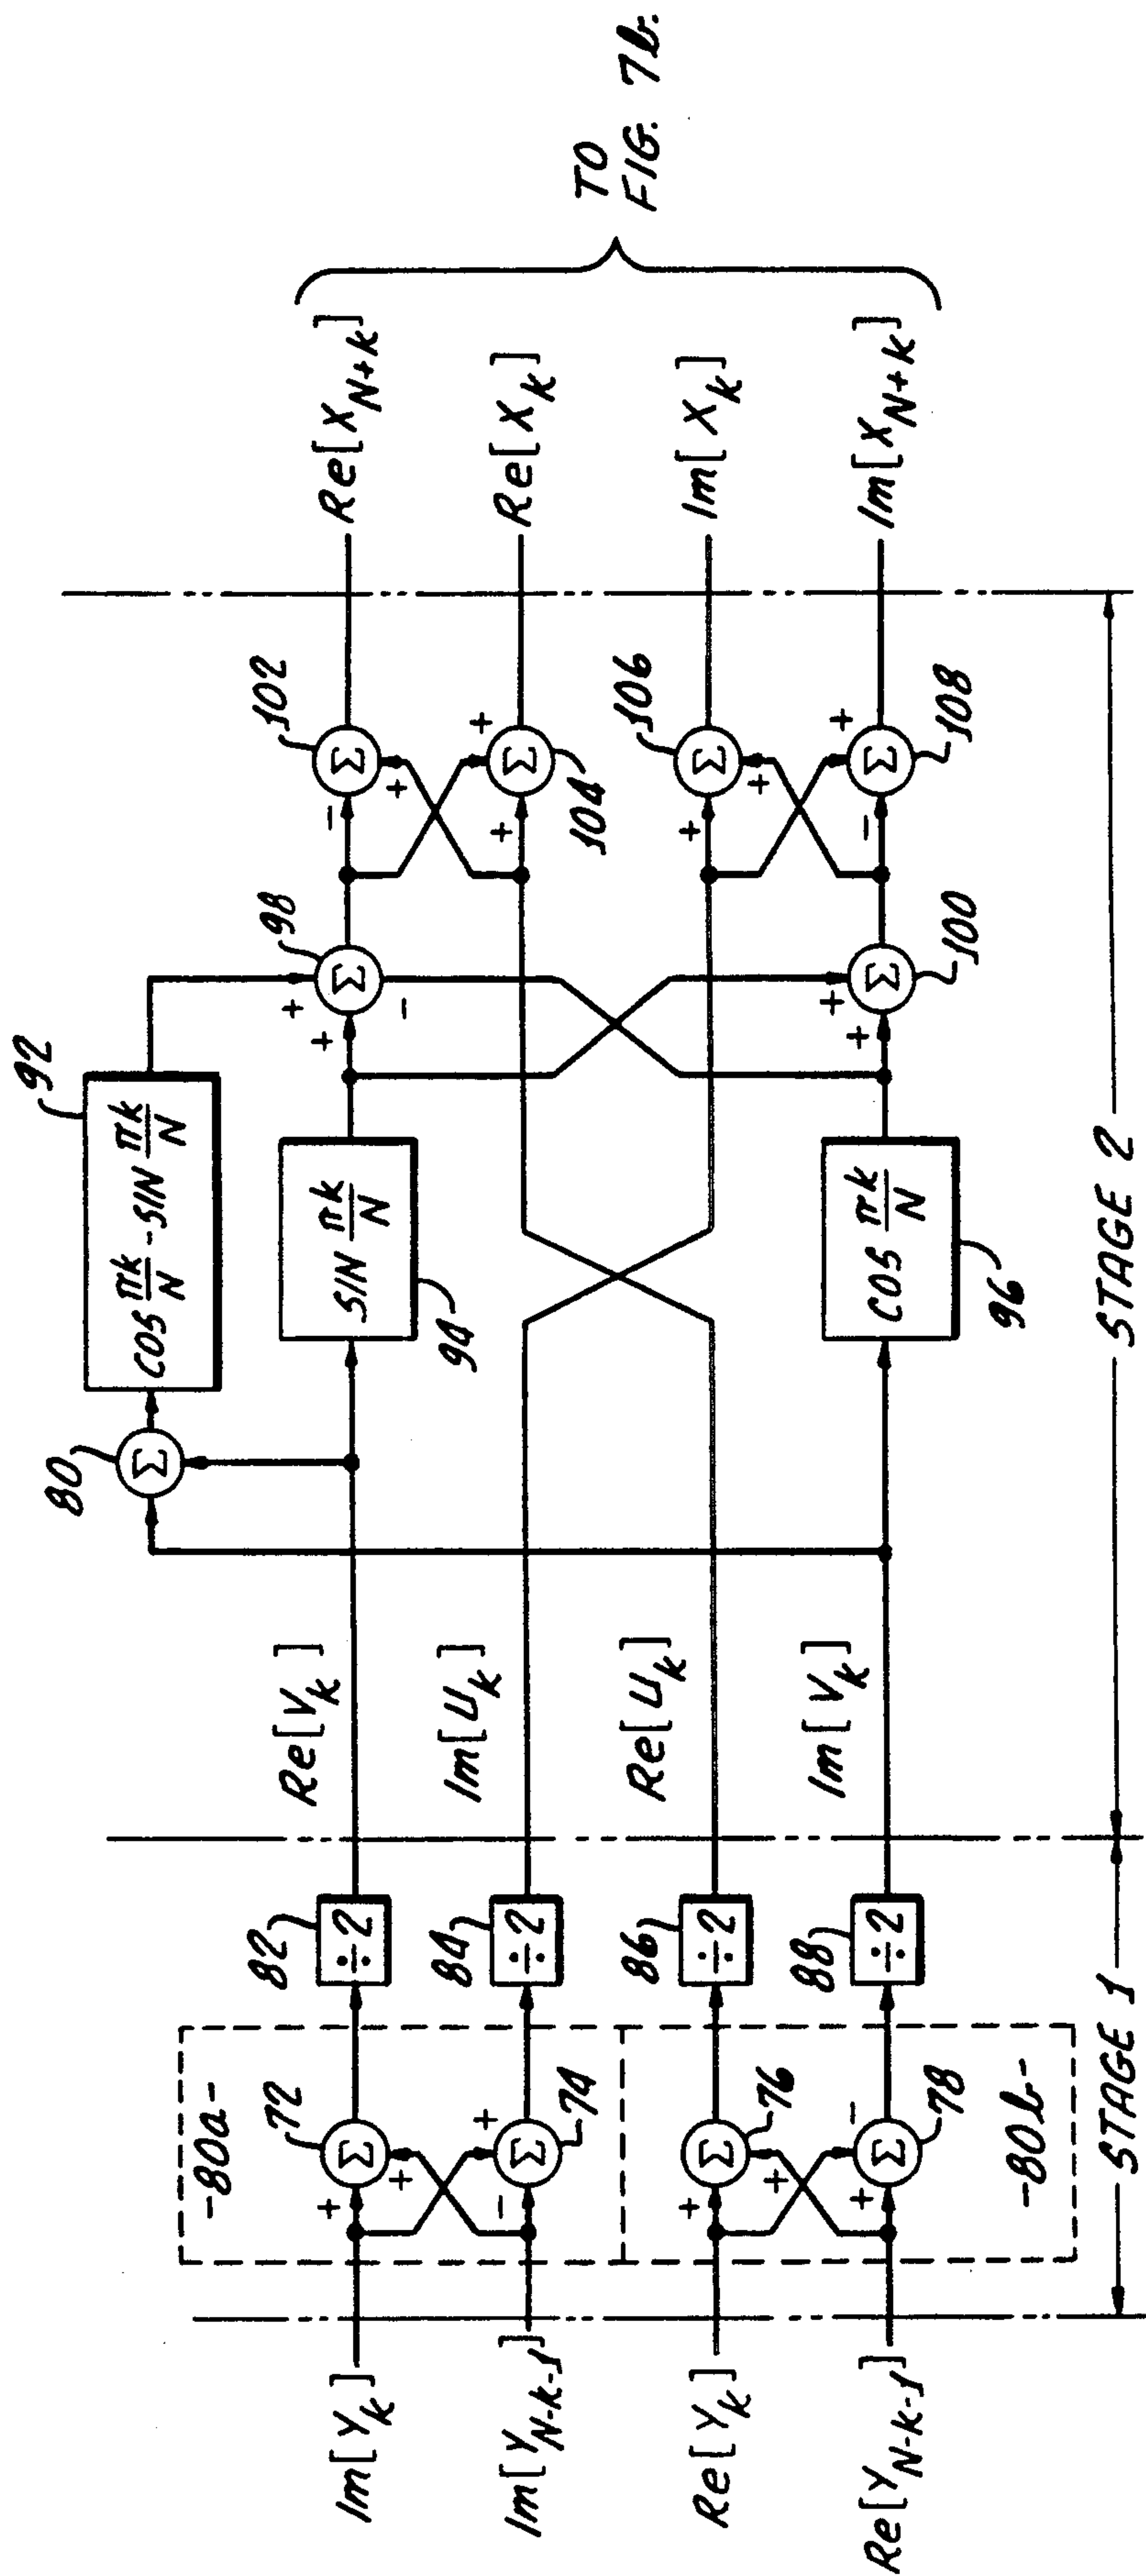 80
92
COS πk/N - SIN πk/N
-80a-
72
82
÷2
Im[Y_k]
+
+
Re[V_k]
SIN πk/N
94
98
+
+
-
-
102
+
Re[X_{N+k}]
Σ
Σ
Σ
Σ
Im[Y_{N-k-1}]
-
+
74
84
÷2
Im[U_k]
+
+
104
Re[X_k]
Σ
Σ
Re[Y_k]
+
+
76
86
÷2
Re[U_k]
+
+
106
Im[X_k]
Σ
Σ
Re[Y_{N-k-1}]
+
-
78
-80b-
88
÷2
Im[V_k]
COS πk/N
96
+
+
100
-
+
108
Im[X_{N+k}]
Σ
Σ
Σ
TO
FIG. 7b.
STAGE 1
STAGE 2